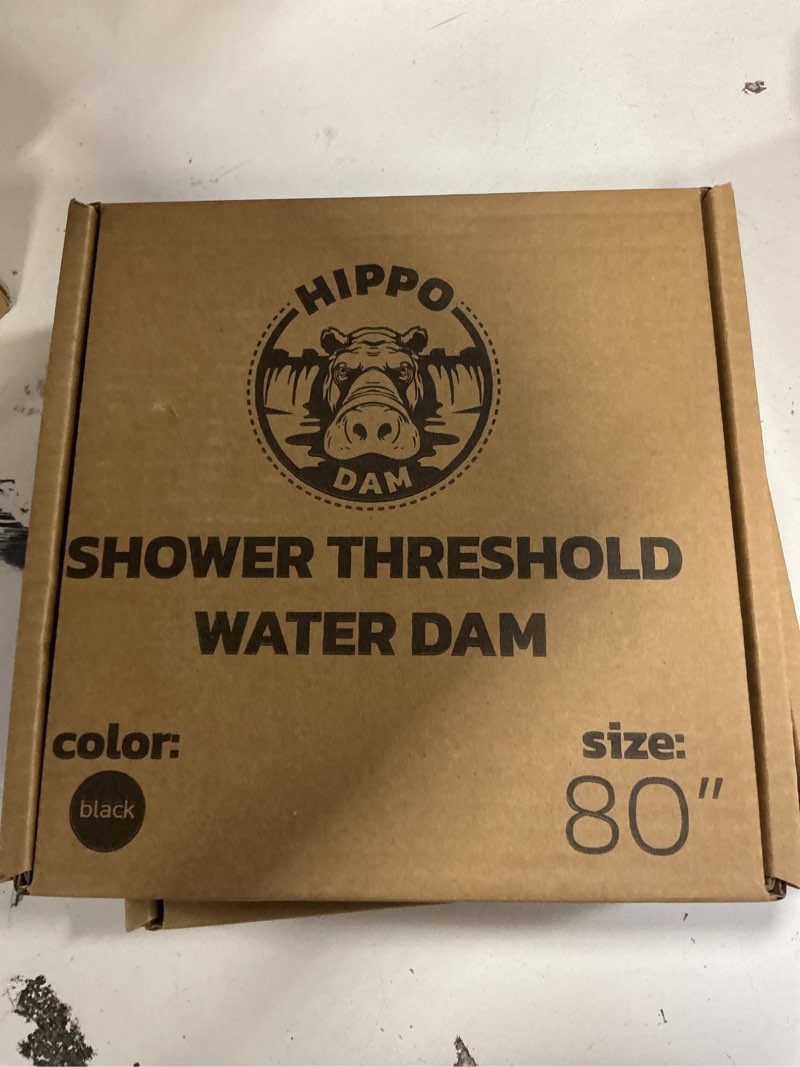 HIPPO
DAM
SHOWER THRESHOLD
WATER DAM
color:
black
size:
80"